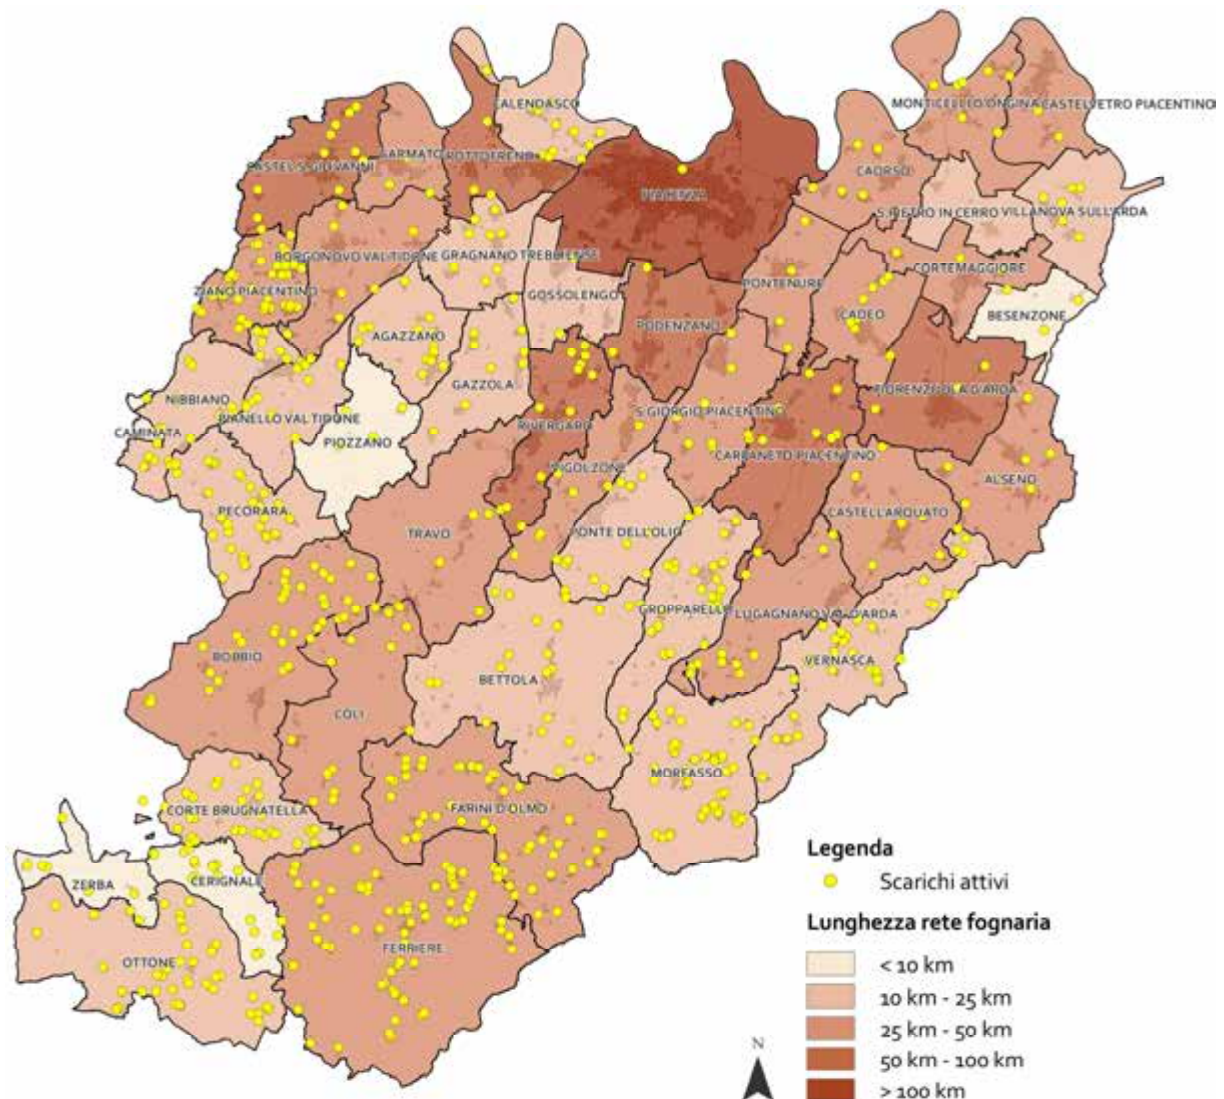 CALENDASCO
MONTICELLI D'ONGINA
CASTELVETRO PIACENTINO
CASTEL S. GIOVANNI
SARMATO
ROTTOFRENO
PIACENZA
CAORSO
S. PIETRO IN CERRO
VILLANOVA SULL'ARDA
BORGONOVO VAL TIDONE
GRAGNANO TREBBIENSE
CORTEMAGGIORE
ZIANO PIACENTINO
GOSSOLENGO
PONTENURE
BESENZONE
PODENZANO
CADEO
AGAZZANO
GAZZOLA
FIORENZUOLA D'ARDA
NIBBIANO
PIANELLO VAL TIDONE
S. GIORGIO PIACENTINO
RIVERGARO
CAMINATA
PIOZZANO
CARPANETO PIACENTINO
VIGOLZONE
ALSENO
PECORARA
CASTELL'ARQUATO
TRAVO
PONTE DELL'OLIO
GROPPARELLO
LUGAGNANO VAL D'ARDA
BOBBIO
VERNASCA
BETTOLA
COLI
MORFASSO
CORTE BRUGNATELLA
FARINI D'OLMO
ZERBA
CERIGNALE
FERRIERE
OTTONE
Legenda
Scarichi attivi
Lunghezza rete fognaria
< 10 km
10 km - 25 km
25 km - 50 km
50 km - 100 km
> 100 km
N